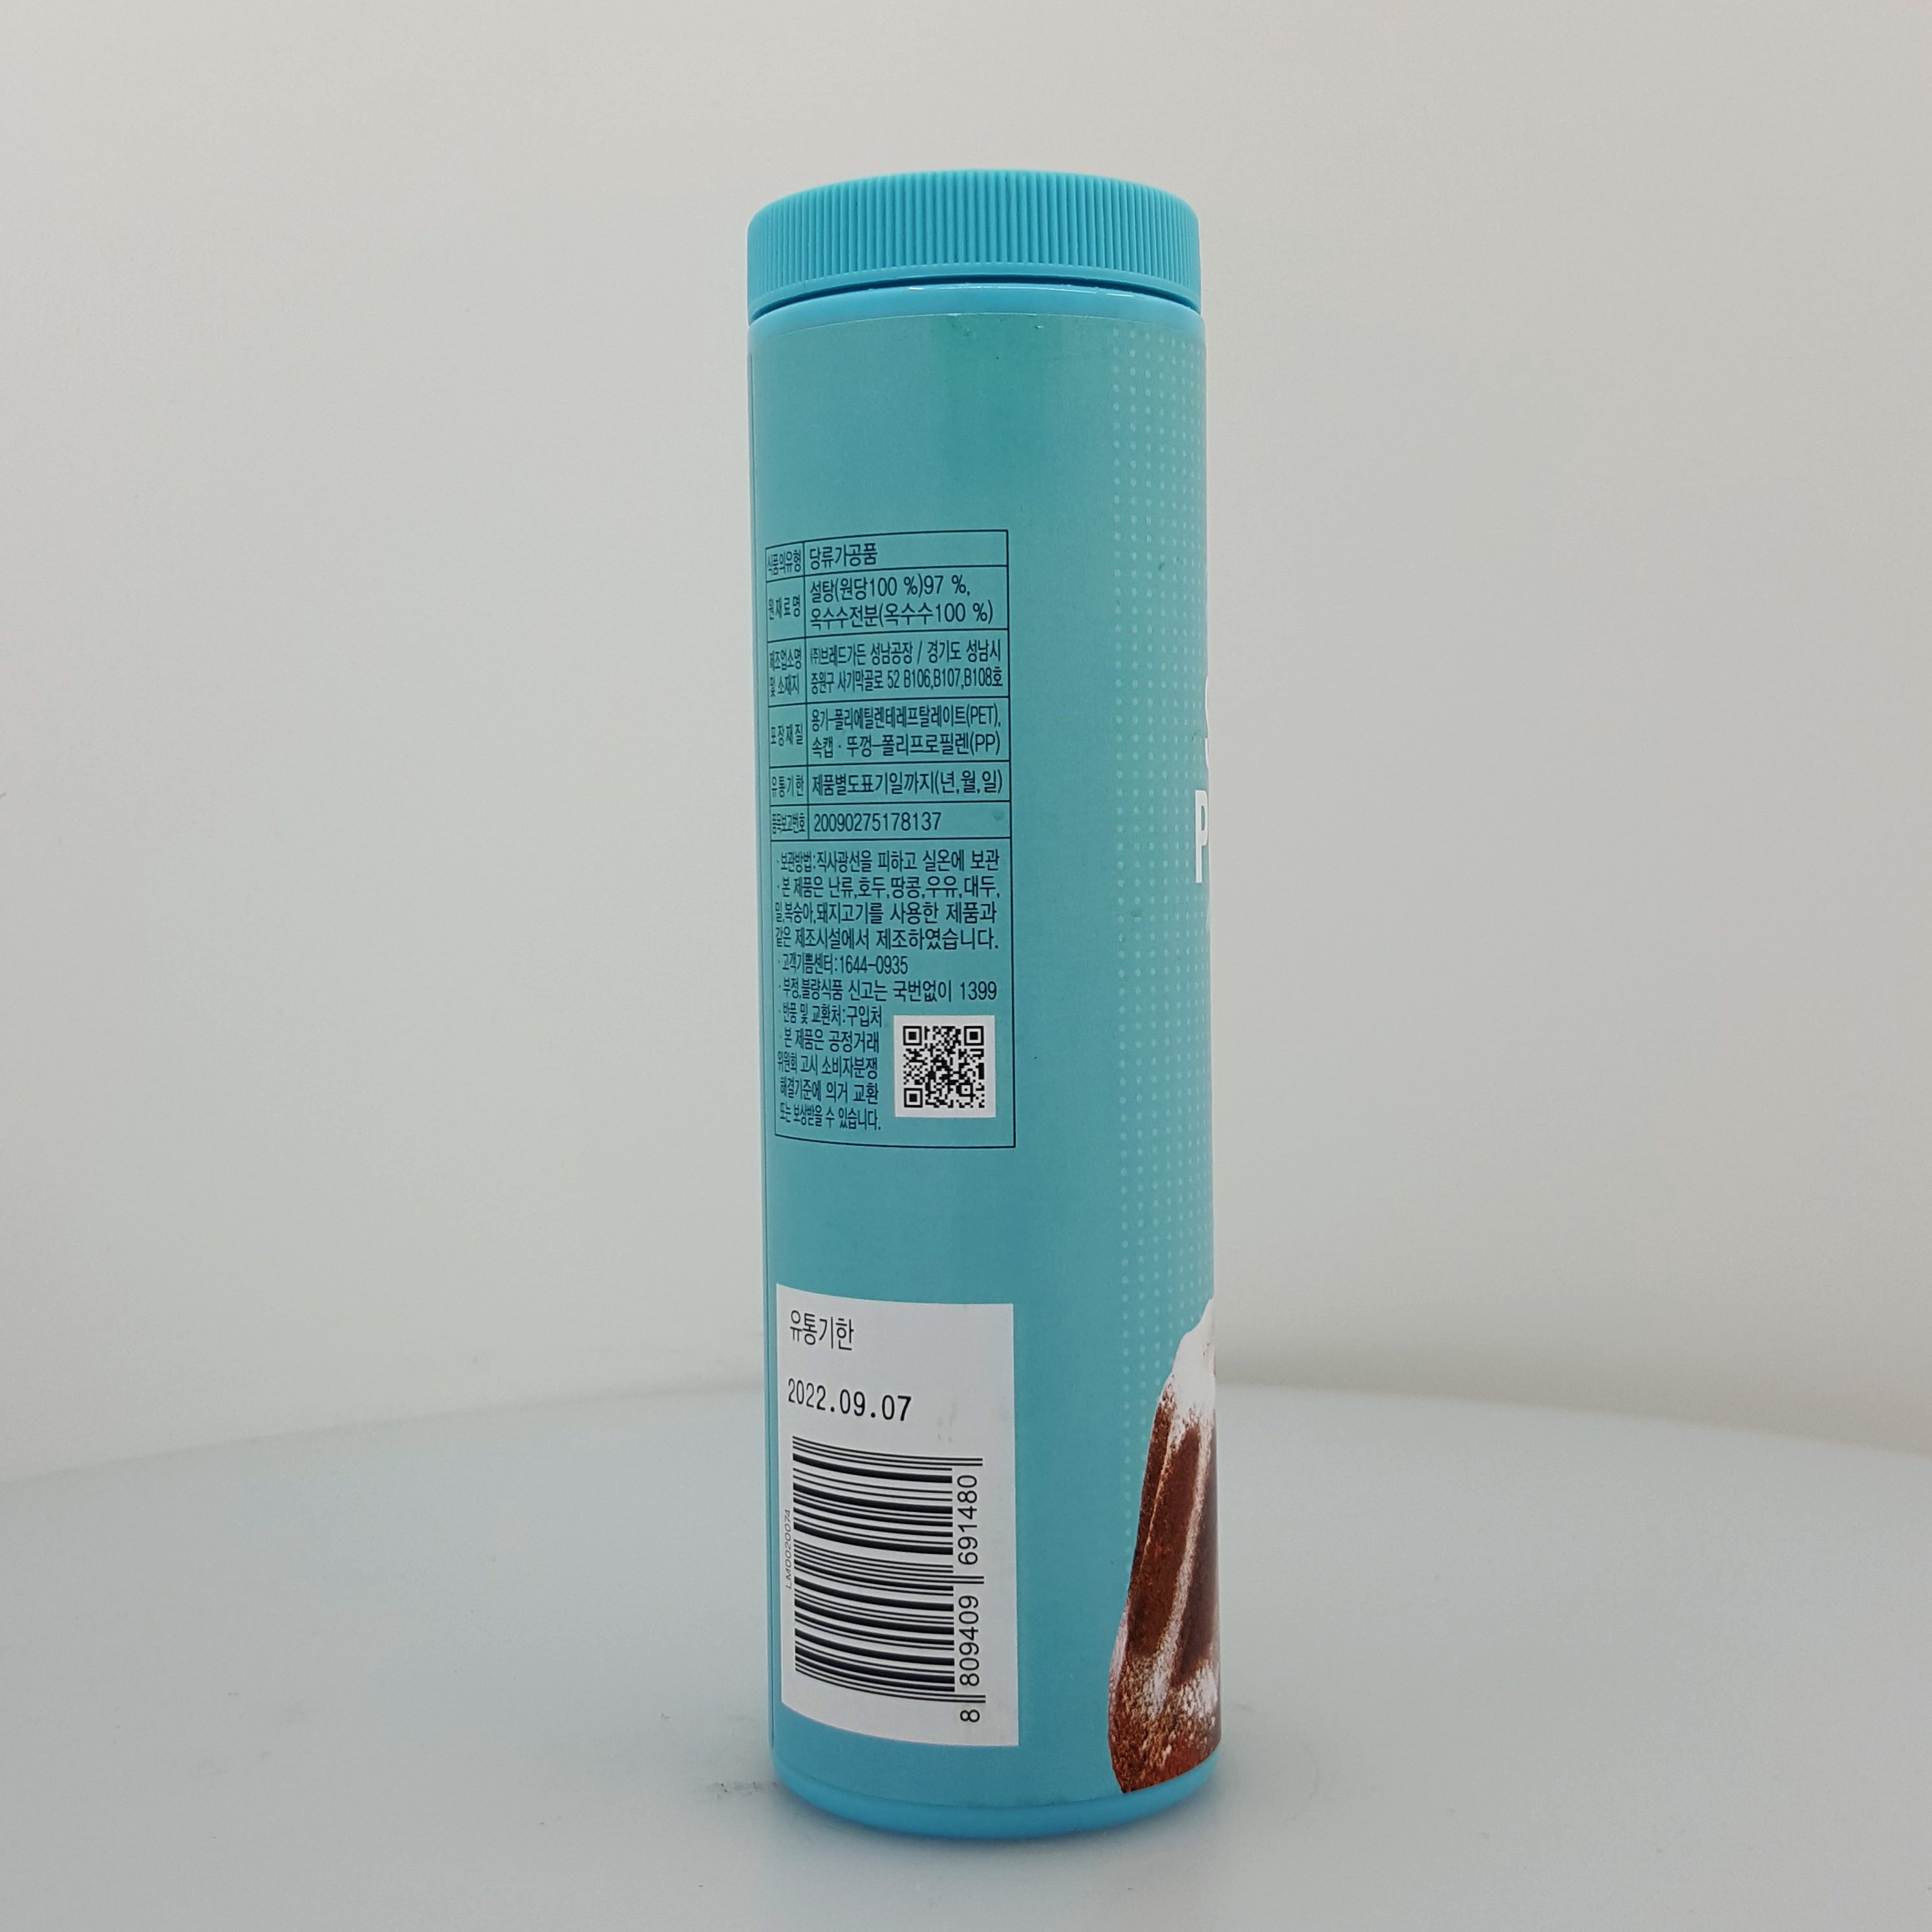 식품의유형 당류가공품
원재료명 설탕(원당100 %)97 %,
옥수수전분(옥수수100 %)
제조업소명 ㈜브레드가든 성남공장 / 경기도 성남시
및 소재지 중원구 사기막골로 52 B106,B107,B108호
포장재질 용기-폴리에틸렌테레프탈레이트(PET),
속캡 · 뚜껑-폴리프로필렌(PP)
유통기한 제품별도표기일까지(년,월,일)
품목보고번호 20090275178137
· 보관방법:직사광선을 피하고 실온에 보관
· 본 제품은 난류,호두,땅콩,우유,대두,
밀,복숭아,돼지고기를 사용한 제품과
같은 제조시설에서 제조하였습니다.
· 고객기쁨센터:1644-0935
· 부정,불량식품 신고는 국번없이 1399
· 반품 및 교환처:구입처
· 본 제품은 공정거래
위원회 고시 소비자분쟁
해결기준에 의거 교환
또는 보상받을 수 있습니다.
P
유통기한
2022.09.07
LM0020074
8 809409 691480